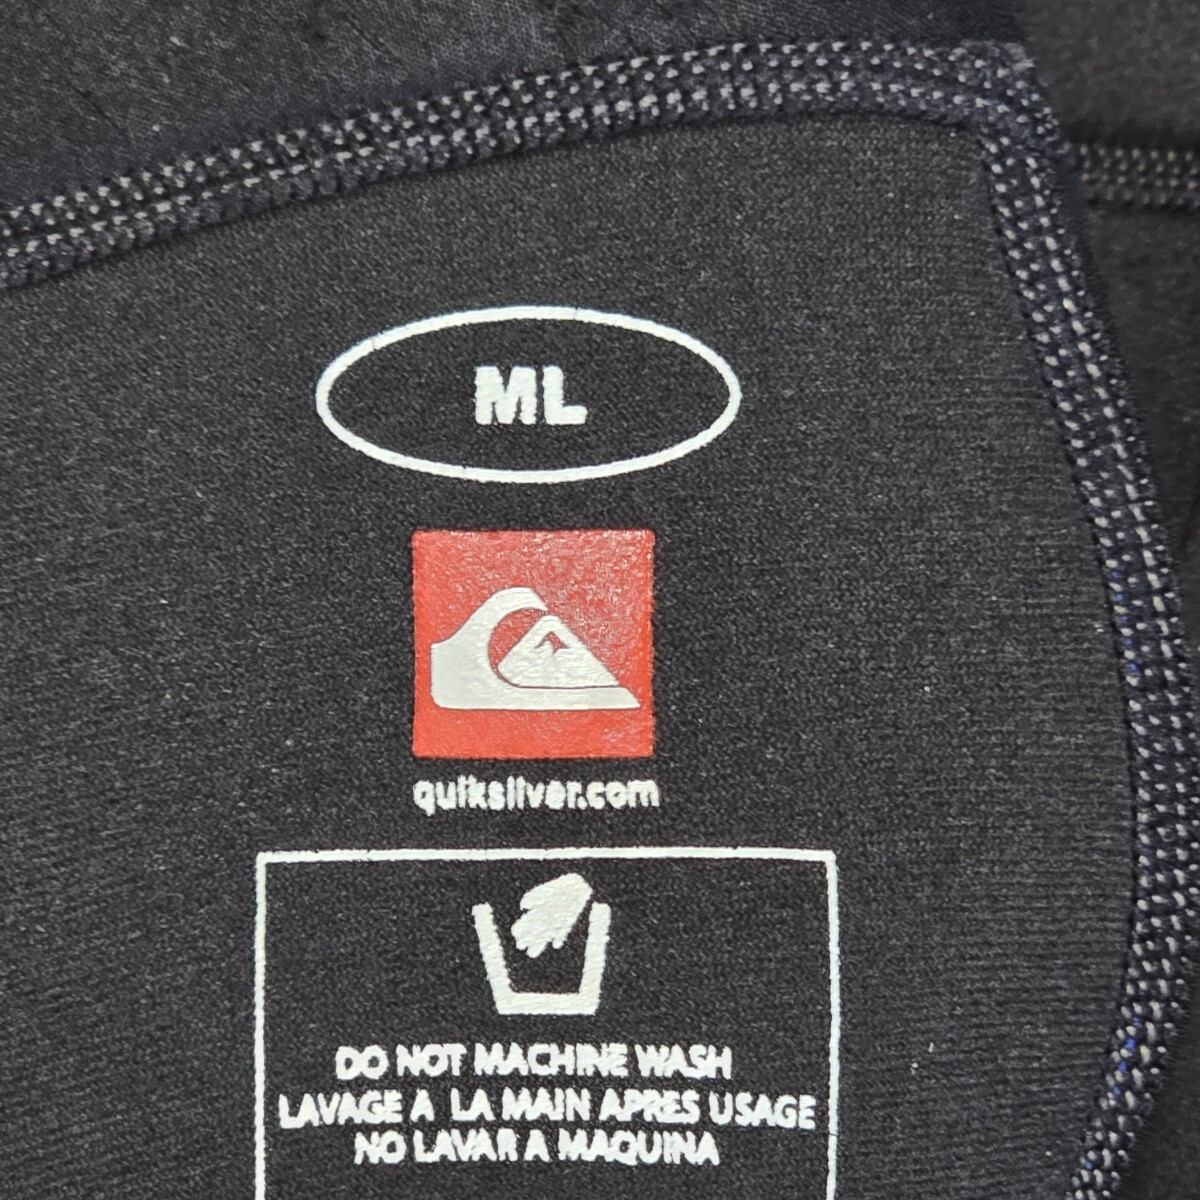 ML
quiksilver.com
DO NOT MACHINE WASH
LAVAGE A LA MAIN APRES USAGE
NO LAVAR A MAQUINA